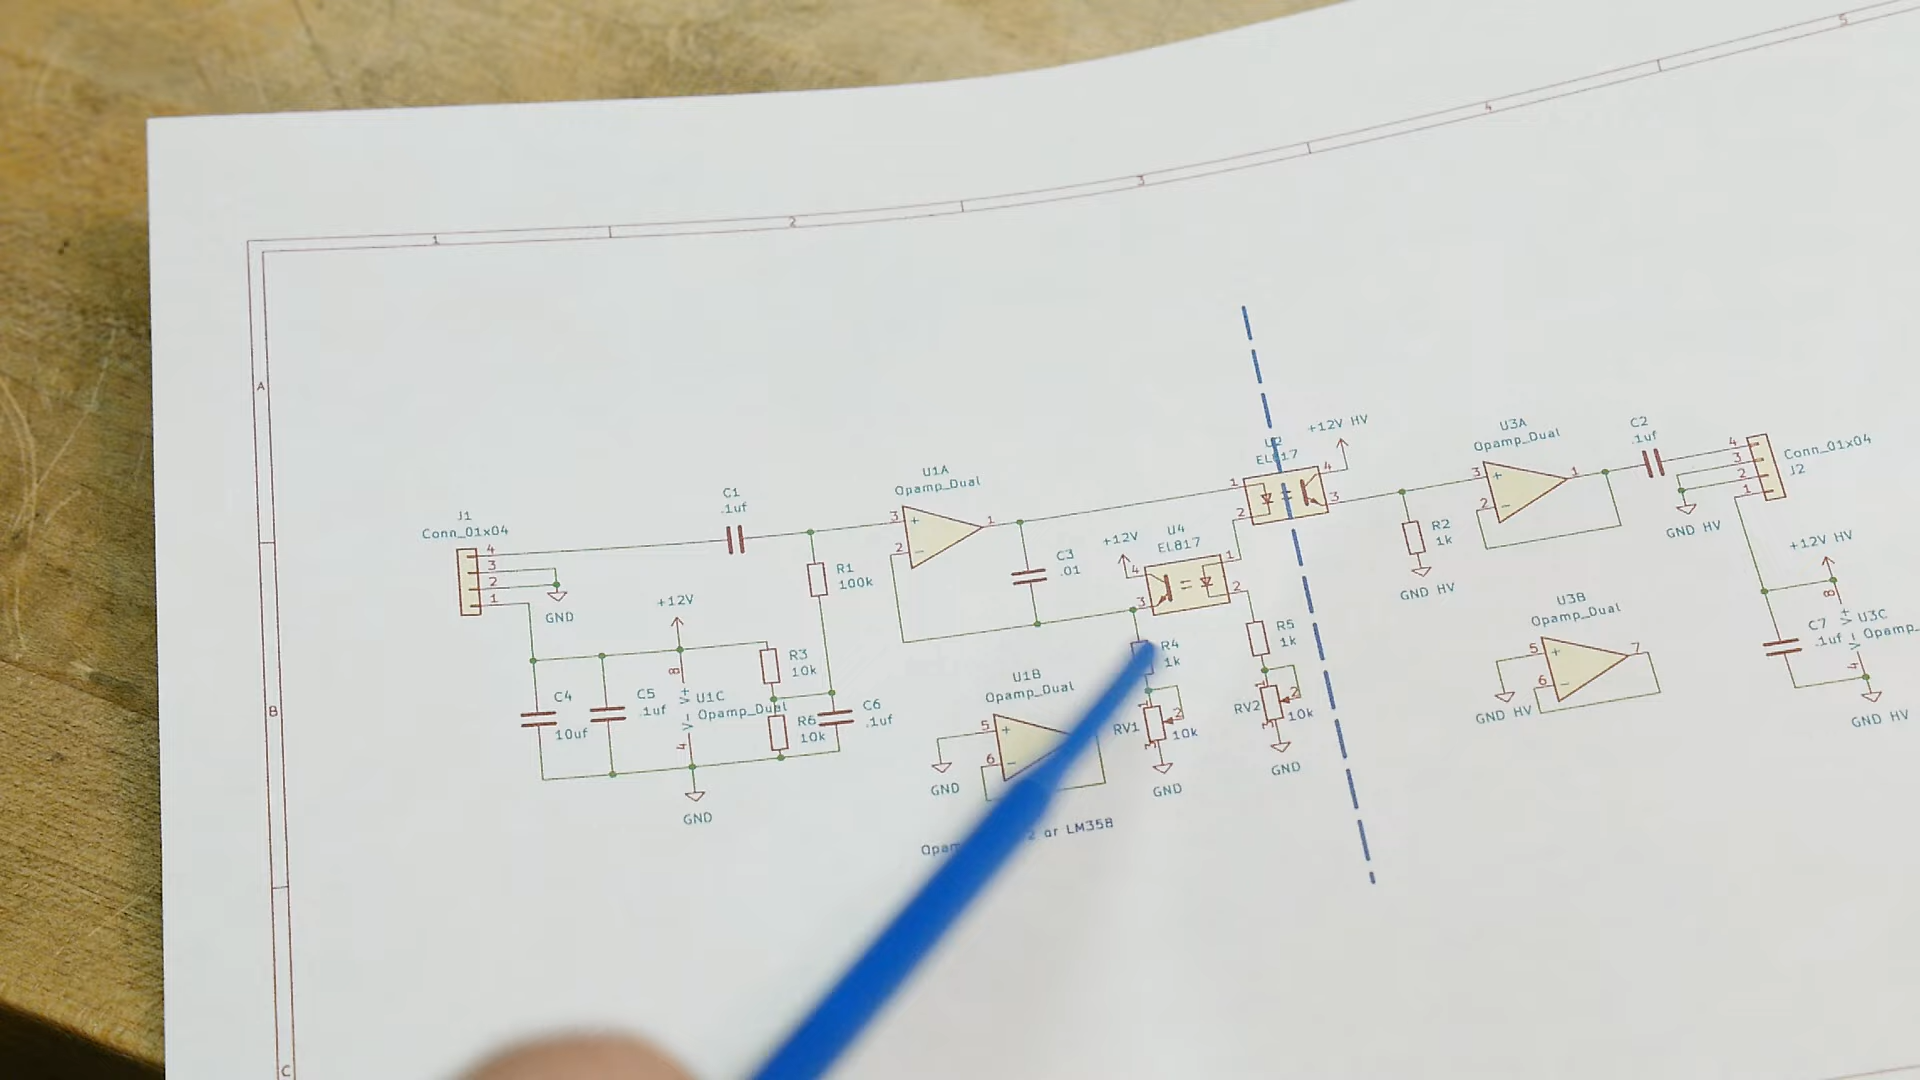 1
2
3
4
5
A
B
C
J1
Conn_01x04
4
3
2
1
GND
C1
.1uf
U1A
Opamp_Dual
3
+
2
-
1
R1
100k
C3
.01
+12V
U4
EL817
4
3
1
2
1
2
4
3
+12V HV
R2
1k
GND HV
U3A
Opamp_Dual
3
+
2
-
1
C2
.1uf
4
3
2
1
Conn_01x04
J2
GND HV
+12V HV
+12V
C4
10uf
C5
.1uf
8
V+
V-
4
U1C
Opamp_Dual
R3
10k
R6
10k
C6
.1uf
GND
U1B
Opamp_Dual
5
+
6
-
GND
R4
1k
RV1
2
3
10k
GND
R5
1k
RV2
2
3
10k
GND
or LM358
U3B
Opamp_Dual
5
+
6
-
7
GND HV
C7
.1uf
8
V+
V-
4
U3C
GND HV